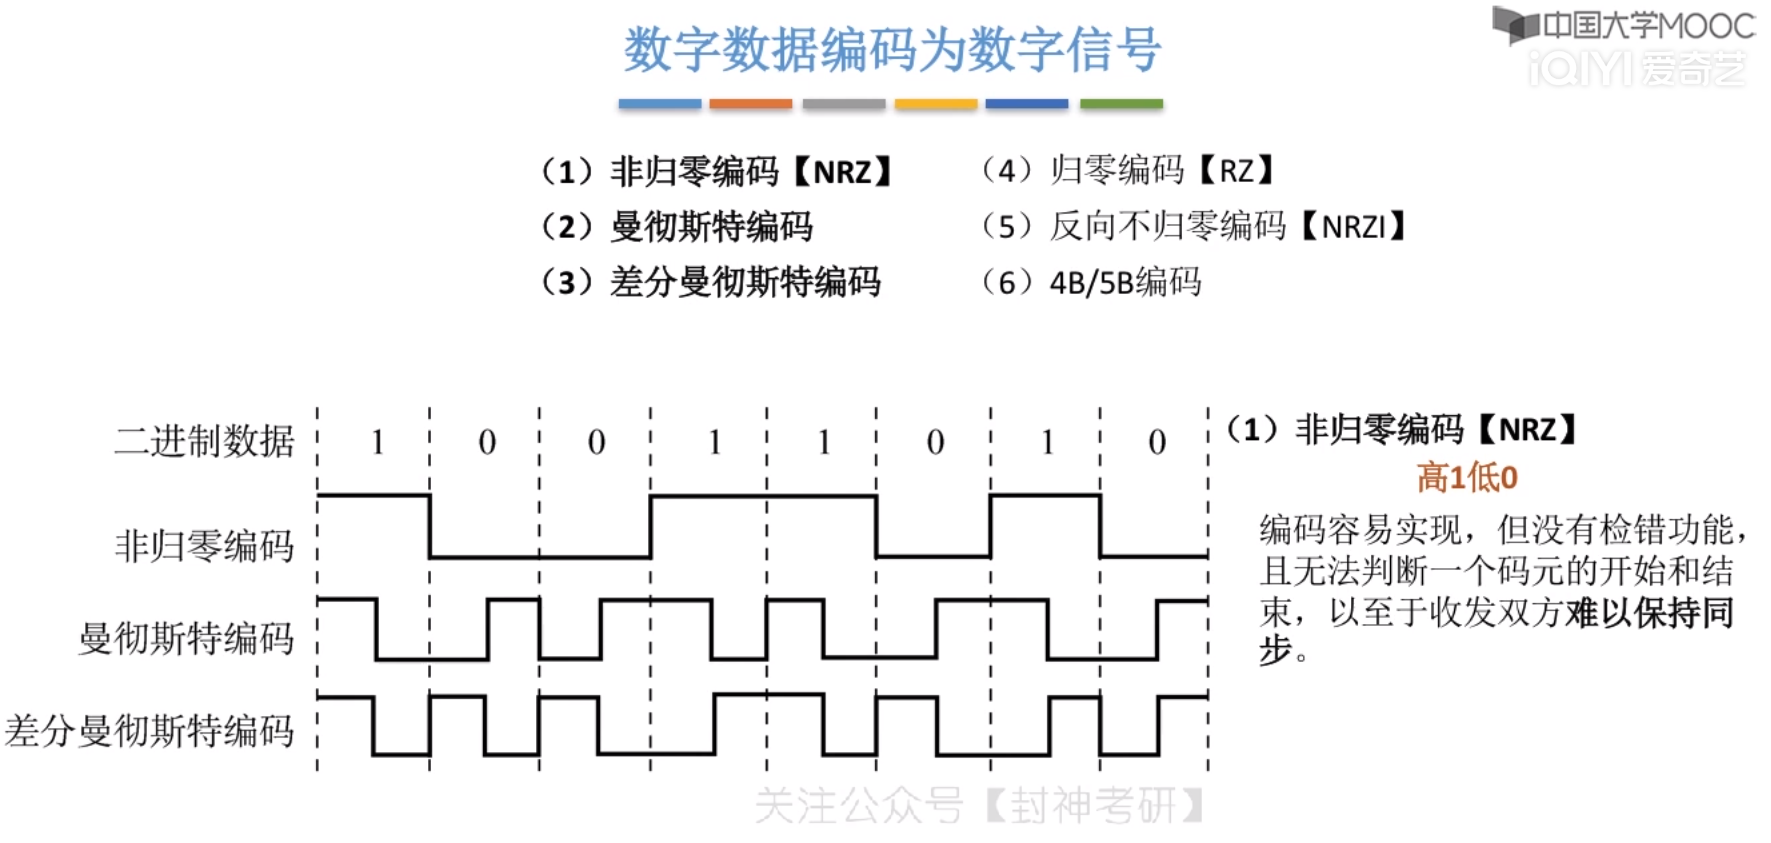 数字数据编码为数字信号
中国大学MOOC
iQIYI 爱奇艺
（1）非归零编码【NRZ】
（2）曼彻斯特编码
（3）差分曼彻斯特编码
（4）归零编码【RZ】
（5）反向不归零编码【NRZI】
（6）4B/5B编码
二进制数据 1 0 0 1 1 0 1 0
非归零编码
曼彻斯特编码
差分曼彻斯特编码
（1）非归零编码【NRZ】
高1低0
编码容易实现，但没有检错功能，
且无法判断一个码元的开始和结
束，以至于收发双方难以保持同
步。
关注公众号【封神考研】